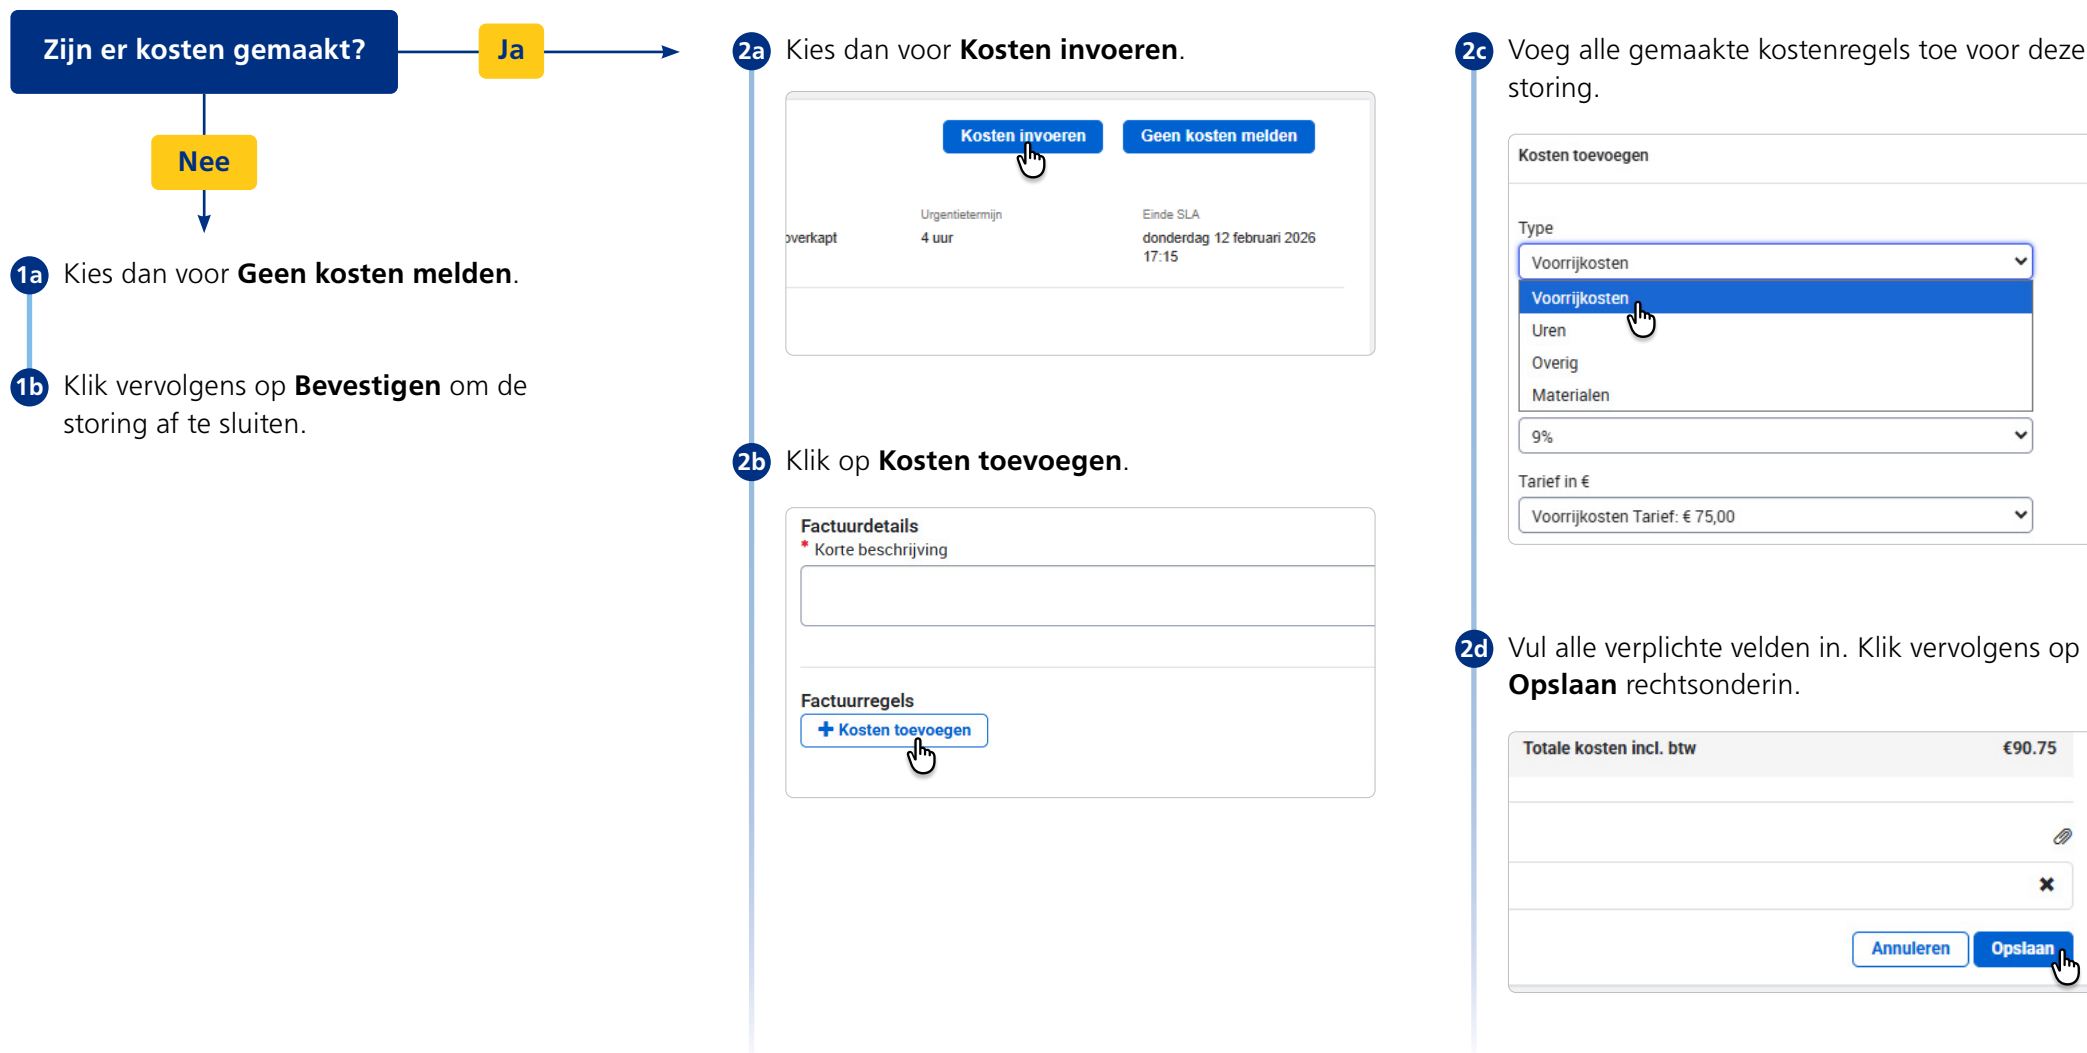 Zijn er kosten gemaakt?
Ja
Nee
1a Kies dan voor Geen kosten melden.
1b Klik vervolgens op Bevestigen om de
storing af te sluiten.
2a Kies dan voor Kosten invoeren.
Kosten invoeren
Geen kosten melden
Urgentietermijn
Einde SLA
overkapt
4 uur
donderdag 12 februari 2026
17:15
2b Klik op Kosten toevoegen.
Factuurdetails
* Korte beschrijving
Factuurregels
+ Kosten toevoegen
2c Voeg alle gemaakte kostenregels toe voor deze
storing.
Kosten toevoegen
Type
Voorrijkosten
Voorrijkosten
Uren
Overig
Materialen
9%
Tarief in €
Voorrijkosten Tarief: € 75,00
2d Vul alle verplichte velden in. Klik vervolgens op
Opslaan rechtsonderin.
Totale kosten incl. btw €90.75
Annuleren
Opslaan